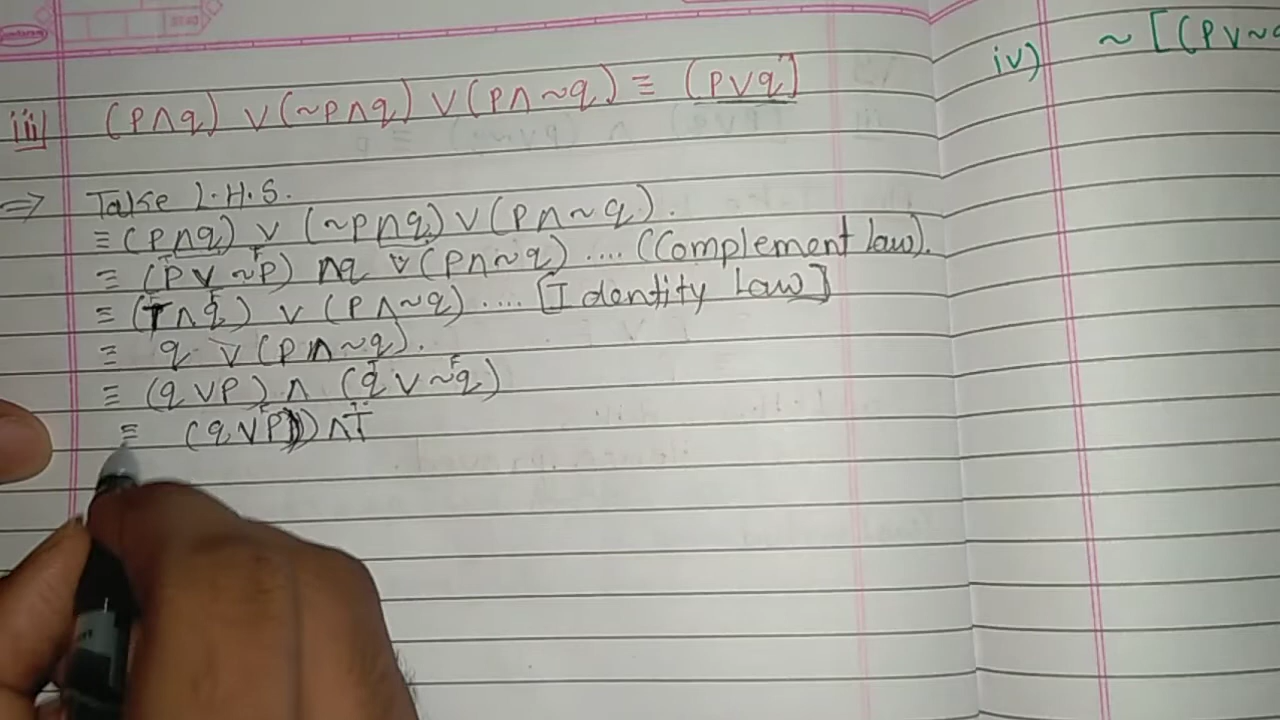 iii) (p∧q) ∨ (~p∧q) ∨ (p∧~q) ≡ (p∨q)
iv) ~[(p∨~q
⇒ Take L.H.S.
≡ (p∧q) ∨ (~p∧q) ∨ (p∧~q).
≡ (p∨~p) ∧q ∨ (p∧~q) .... (Complement law).
≡ (T∧q) ∨ (p∧~q) .... [Identity Law]
≡ q ∨ (p∧~q).
≡ (q∨p) ∧ (q∨~q)
≡ (q∨p) ∧T